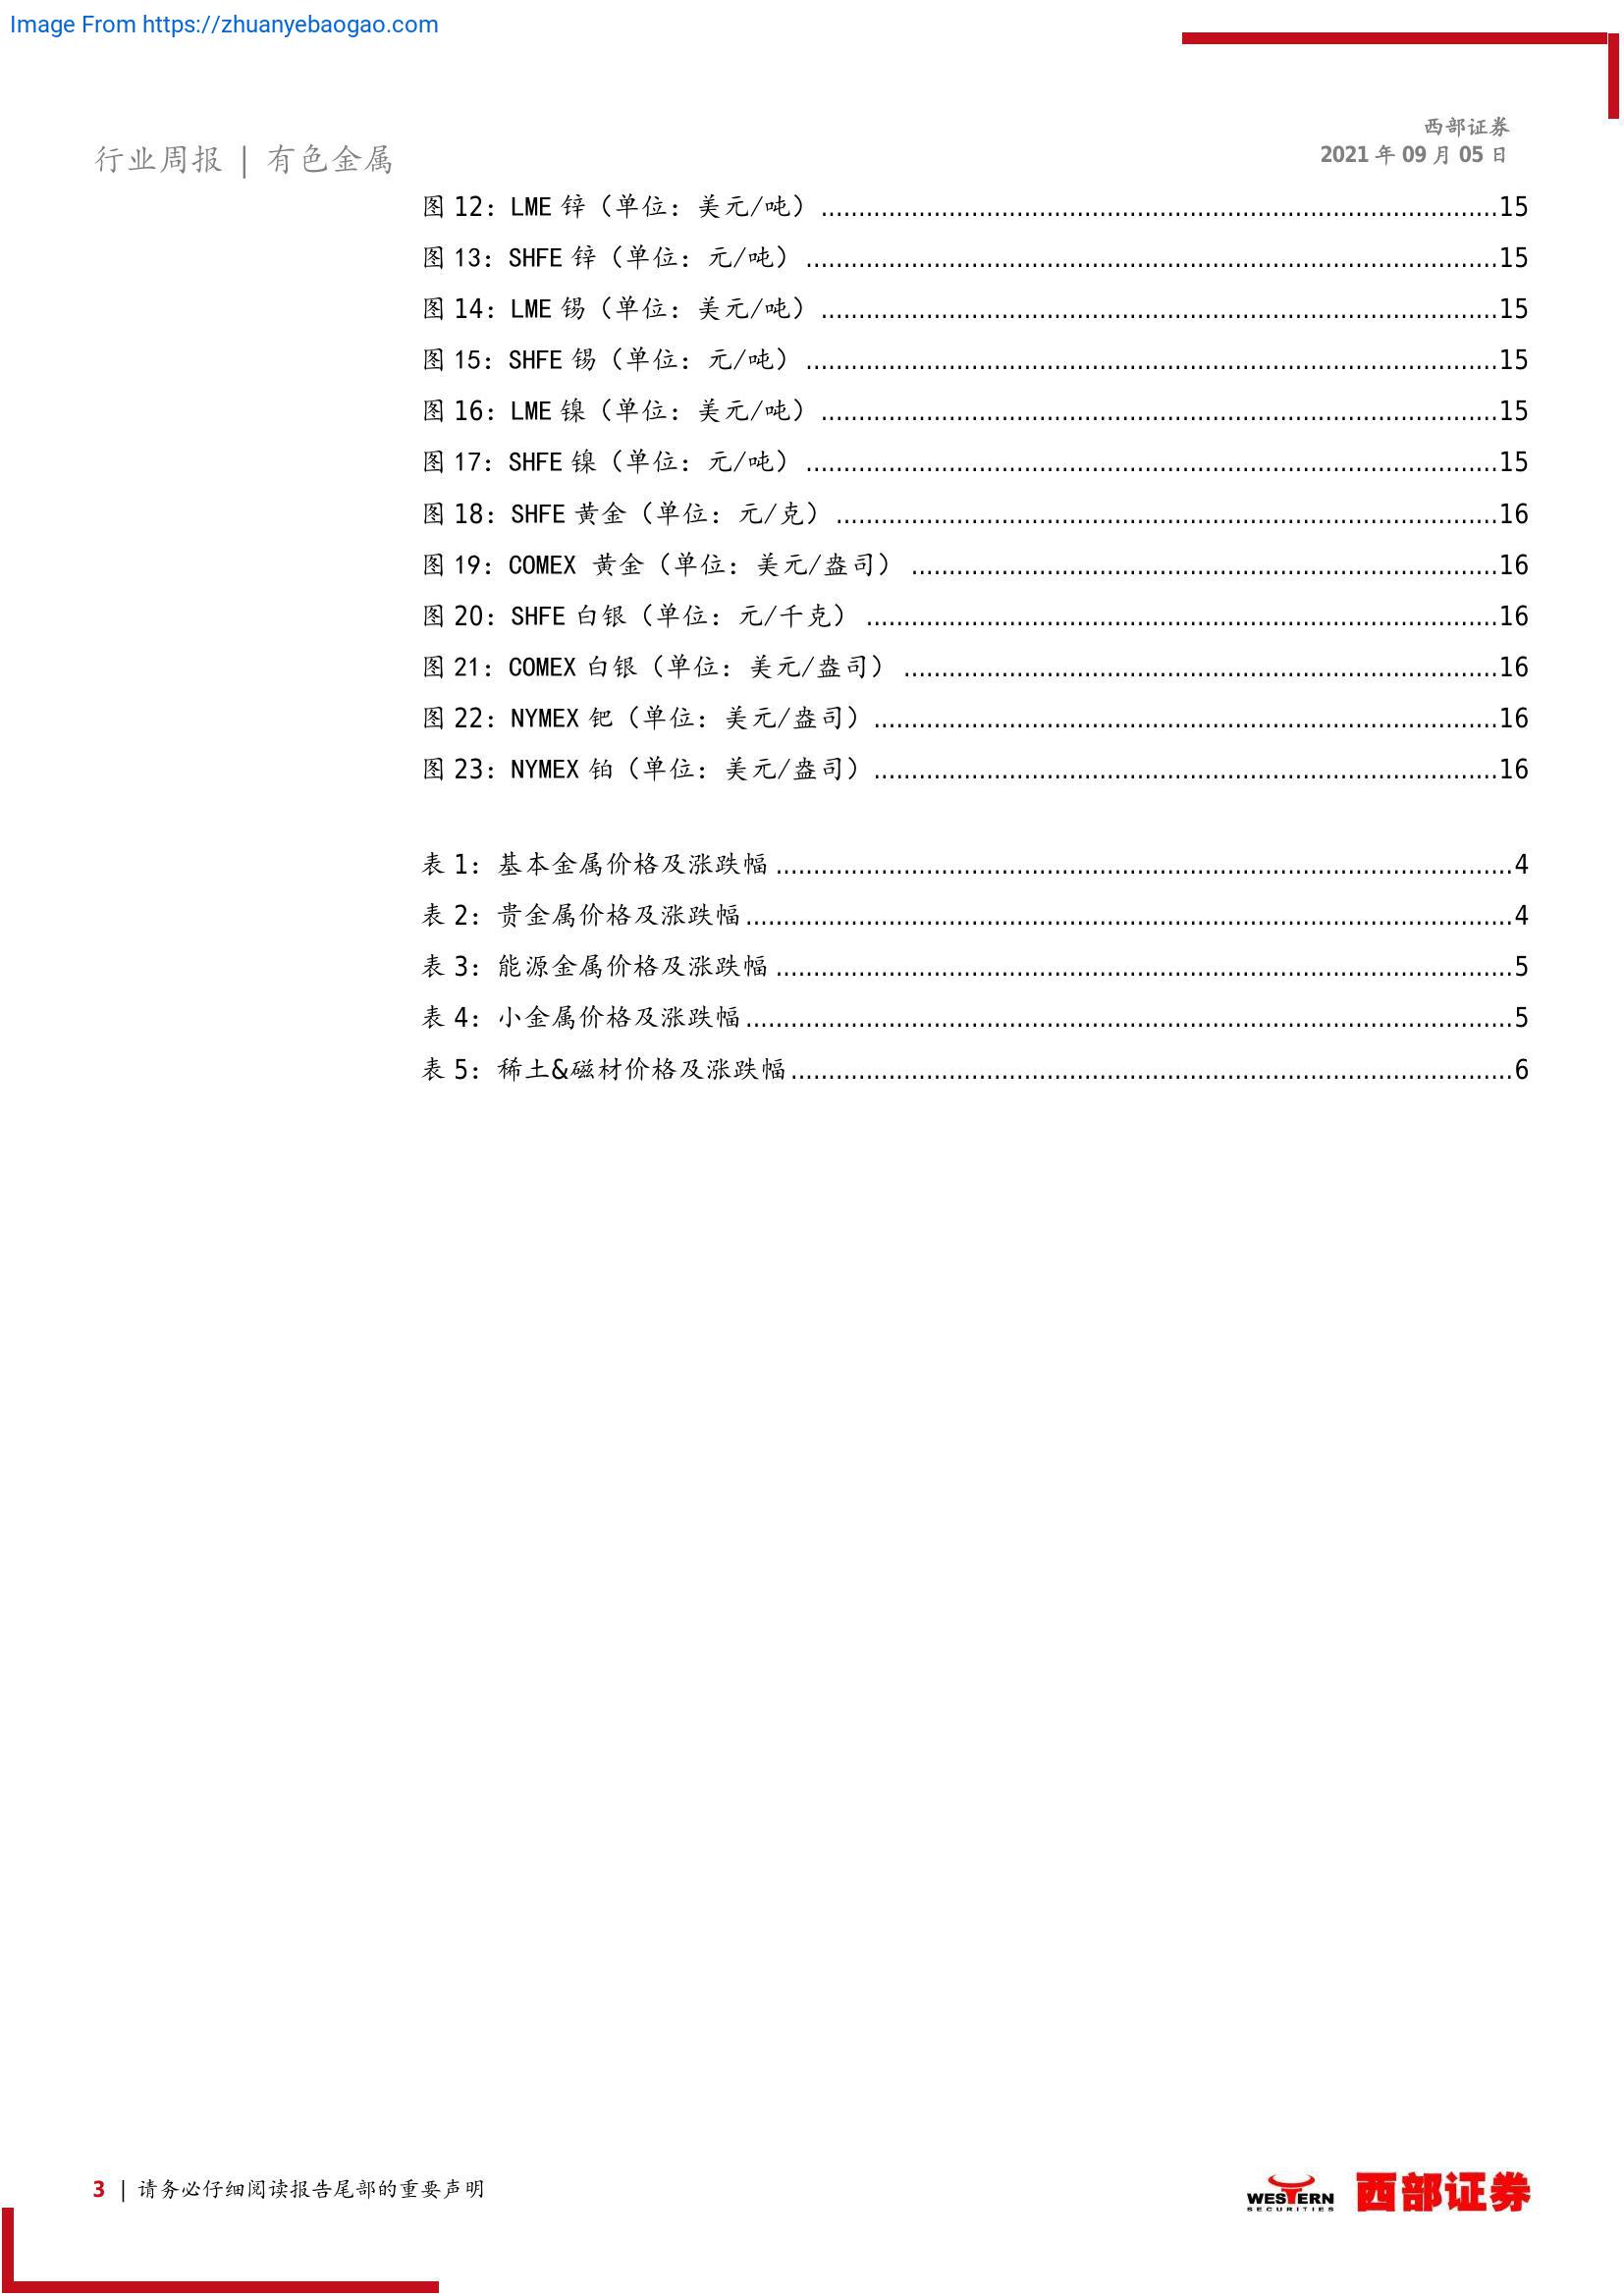 Image From https://zhuanyebaogao.com
西部证券
行业周报 | 有色金属
2021 年 09 月 05 日
图 12：LME 锌（单位：美元/吨）15
图 13：SHFE 锌（单位：元/吨）15
图 14：LME 锡（单位：美元/吨）15
图 15：SHFE 锡（单位：元/吨）15
图 16：LME 镍（单位：美元/吨）15
图 17：SHFE 镍（单位：元/吨）15
图 18：SHFE 黄金（单位：元/克）16
图 19：COMEX 黄金（单位：美元/盎司）16
图 20：SHFE 白银（单位：元/千克）16
图 21：COMEX 白银（单位：美元/盎司）16
图 22：NYMEX 钯（单位：美元/盎司）16
图 23：NYMEX 铂（单位：美元/盎司）16
表 1：基本金属价格及涨跌幅4
表 2：贵金属价格及涨跌幅4
表 3：能源金属价格及涨跌幅5
表 4：小金属价格及涨跌幅5
表 5：稀土&磁材价格及涨跌幅6
3 | 请务必仔细阅读报告尾部的重要声明
WESTERN
SECURITIES
西部证券